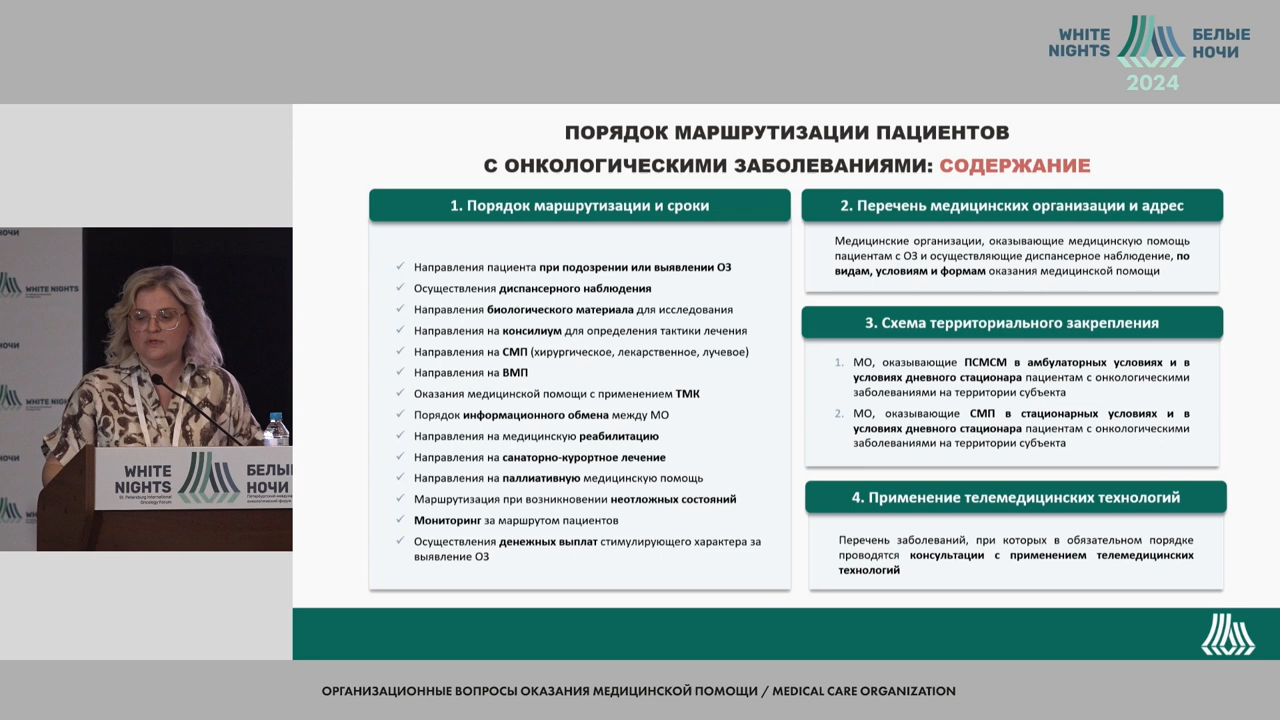 WHITE
NIGHTS
БЕЛЫЕ
НОЧИ
2024
ПОРЯДОК МАРШРУТИЗАЦИИ ПАЦИЕНТОВ
С ОНКОЛОГИЧЕСКИМИ ЗАБОЛЕВАНИЯМИ: СОДЕРЖАНИЕ
1. Порядок маршрутизации и сроки
✓ Направления пациента при подозрении или выявлении ОЗ
✓ Осуществления диспансерного наблюдения
✓ Направления биологического материала для исследования
✓ Направления на консилиум для определения тактики лечения
✓ Направления на СМП (хирургическое, лекарственное, лучевое)
✓ Направления на ВМП
✓ Оказания медицинской помощи с применением ТМК
✓ Порядок информационного обмена между МО
✓ Направления на медицинскую реабилитацию
✓ Направления на санаторно-курортное лечение
✓ Направления на паллиативную медицинскую помощь
✓ Маршрутизация при возникновении неотложных состояний
✓ Мониторинг за маршрутом пациентов
✓ Осуществления денежных выплат стимулирующего характера за
выявление ОЗ
2. Перечень медицинских организации и адрес
Медицинские организации, оказывающие медицинскую помощь
пациентам с ОЗ и осуществляющие диспансерное наблюдение, по
видам, условиям и формам оказания медицинской помощи
3. Схема территориального закрепления
1. МО, оказывающие ПСМСМ в амбулаторных условиях и в
условиях дневного стационара пациентам с онкологическими
заболеваниями на территории субъекта
2. МО, оказывающие СМП в стационарных условиях и в
условиях дневного стационара пациентам с онкологическими
заболеваниями на территории субъекта
4. Применение телемедицинских технологий
Перечень заболеваний, при которых в обязательном порядке
проводятся консультации с применением телемедицинских
технологий
WHITE NIGHTS
WHITE
NIGHTS
St. Petersburg International
Oncology Forum
БЕЛЫЕ
НОЧИ
ОРГАНИЗАЦИОННЫЕ ВОПРОСЫ ОКАЗАНИЯ МЕДИЦИНСКОЙ ПОМОЩИ / MEDICAL CARE ORGANIZATION